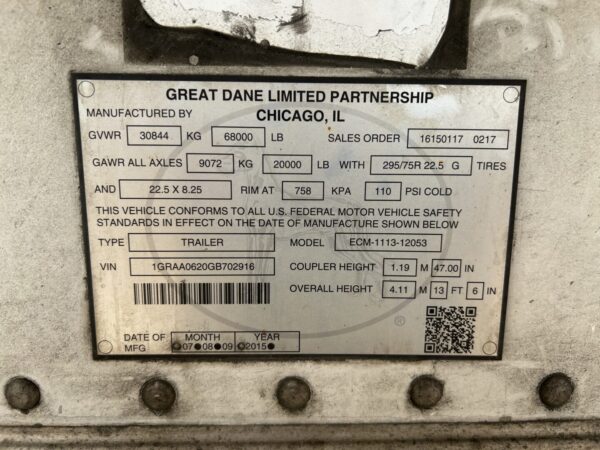 GREAT DANE LIMITED PARTNERSHIP
MANUFACTURED BY CHICAGO, IL
GVWR 30844 KG 68000 LB SALES ORDER 16150117 0217
GAWR ALL AXLES 9072 KG 20000 LB WITH 295/75R 22.5 G TIRES
AND 22.5 X 8.25 RIM AT 758 KPA 110 PSI COLD
THIS VEHICLE CONFORMS TO ALL U.S. FEDERAL MOTOR VEHICLE SAFETY
STANDARDS IN EFFECT ON THE DATE OF MANUFACTURE SHOWN BELOW.
TYPE TRAILER MODEL ECM-1113-12053
VIN 1GRAA0620GB702916 COUPLER HEIGHT 1.19 M 47.00 IN
OVERALL HEIGHT 4.11 M 13 FT 6 IN
®
DATE OF MFG MONTH YEAR
07 08 09 2015